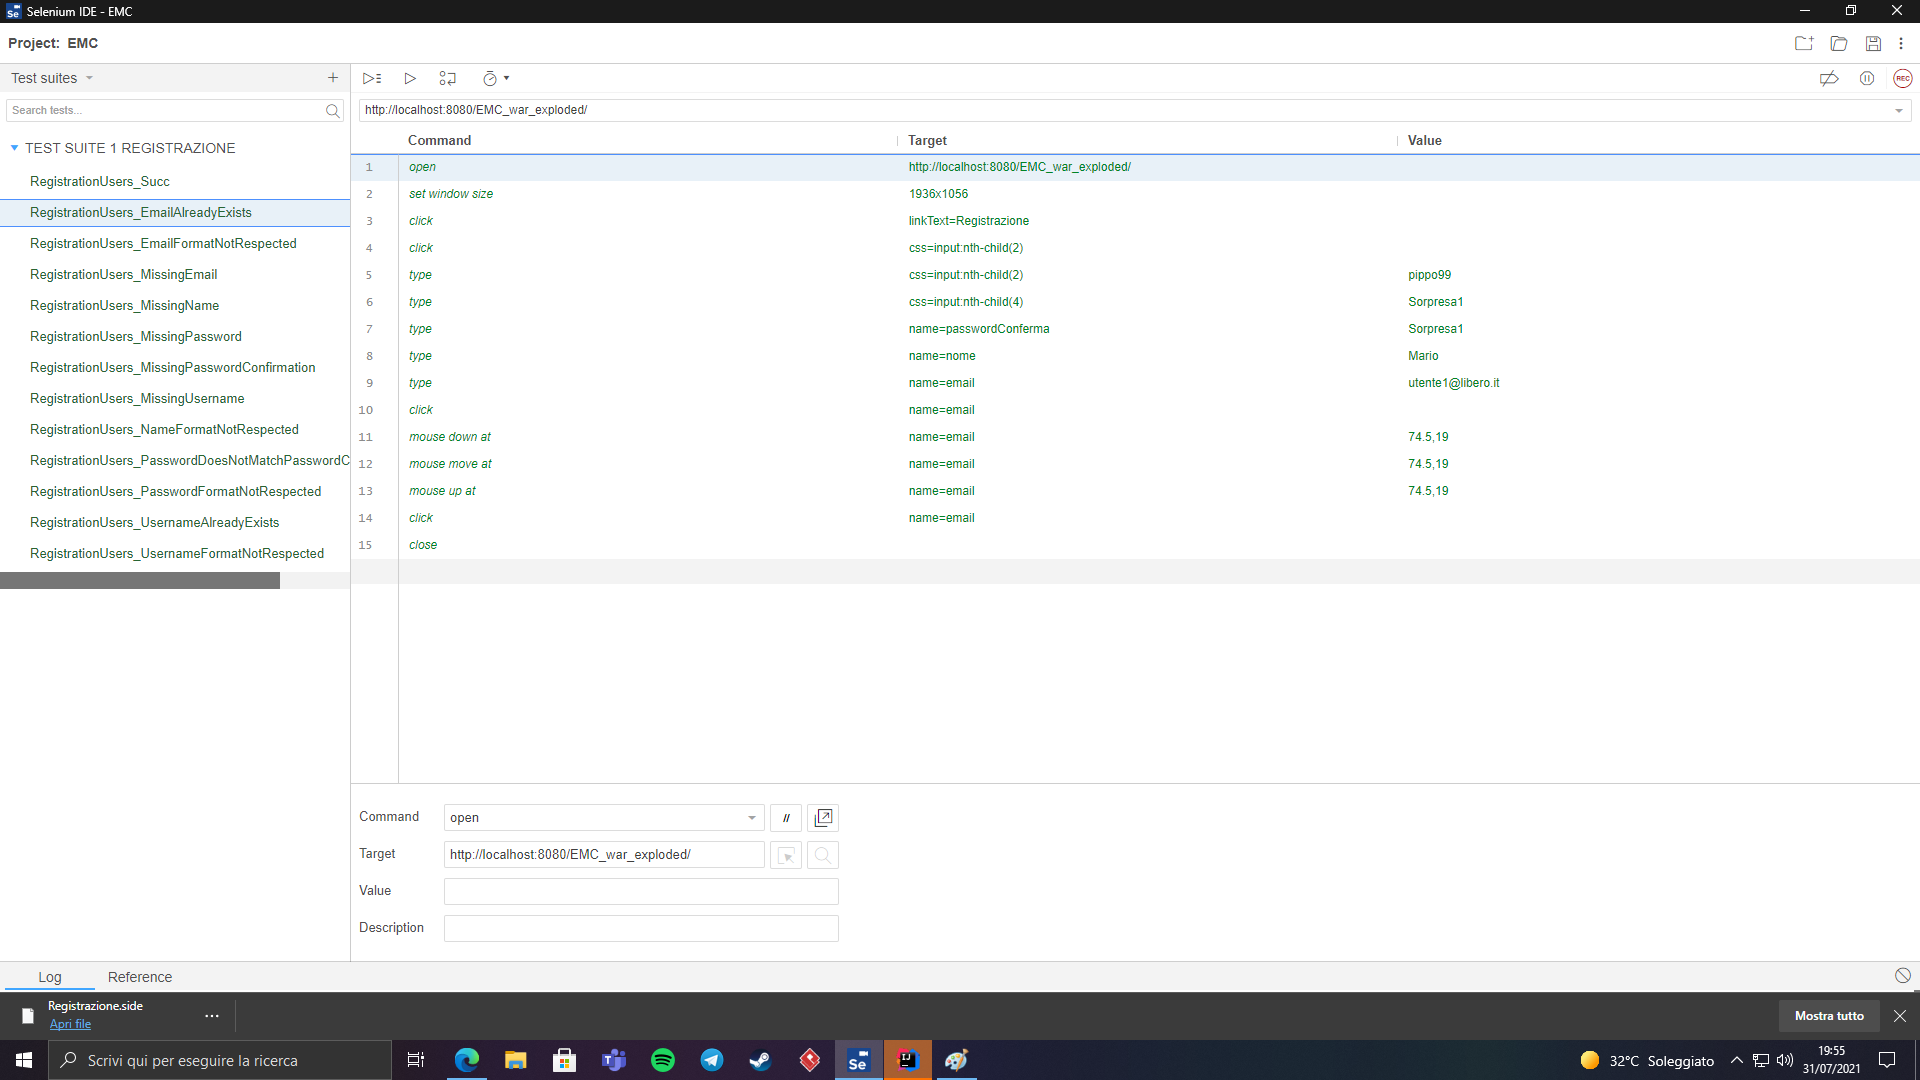 Selenium IDE - EMC
Project: EMC
Test suites
Search tests...
TEST SUITE 1 REGISTRAZIONE
RegistrationUsers_Succ
RegistrationUsers_EmailAlreadyExists
RegistrationUsers_EmailFormatNotRespected
RegistrationUsers_MissingEmail
RegistrationUsers_MissingName
RegistrationUsers_MissingPassword
RegistrationUsers_MissingPasswordConfirmation
RegistrationUsers_MissingUsername
RegistrationUsers_NameFormatNotRespected
RegistrationUsers_PasswordDoesNotMatchPasswordC
RegistrationUsers_PasswordFormatNotRespected
RegistrationUsers_UsernameAlreadyExists
RegistrationUsers_UsernameFormatNotRespected
REC
http://localhost:8080/EMC_war_exploded/
Command Target Value
1 open http://localhost:8080/EMC_war_exploded/
2 set window size 1936x1056
3 click linkText=Registrazione
4 click css=input:nth-child(2)
5 type css=input:nth-child(2) pippo99
6 type css=input:nth-child(4) Sorpresa1
7 type name=passwordConferma Sorpresa1
8 type name=nome Mario
9 type name=email utente1@libero.it
10 click name=email
11 mouse down at name=email 74.5,19
12 mouse move at name=email 74.5,19
13 mouse up at name=email 74.5,19
14 click name=email
15 close
Command open //
Target http://localhost:8080/EMC_war_exploded/
Value
Description
Log Reference
Registrazione.side
Apri file
...
Mostra tutto
Scrivi qui per eseguire la ricerca
Se
32°C Soleggiato
19:55
31/07/2021